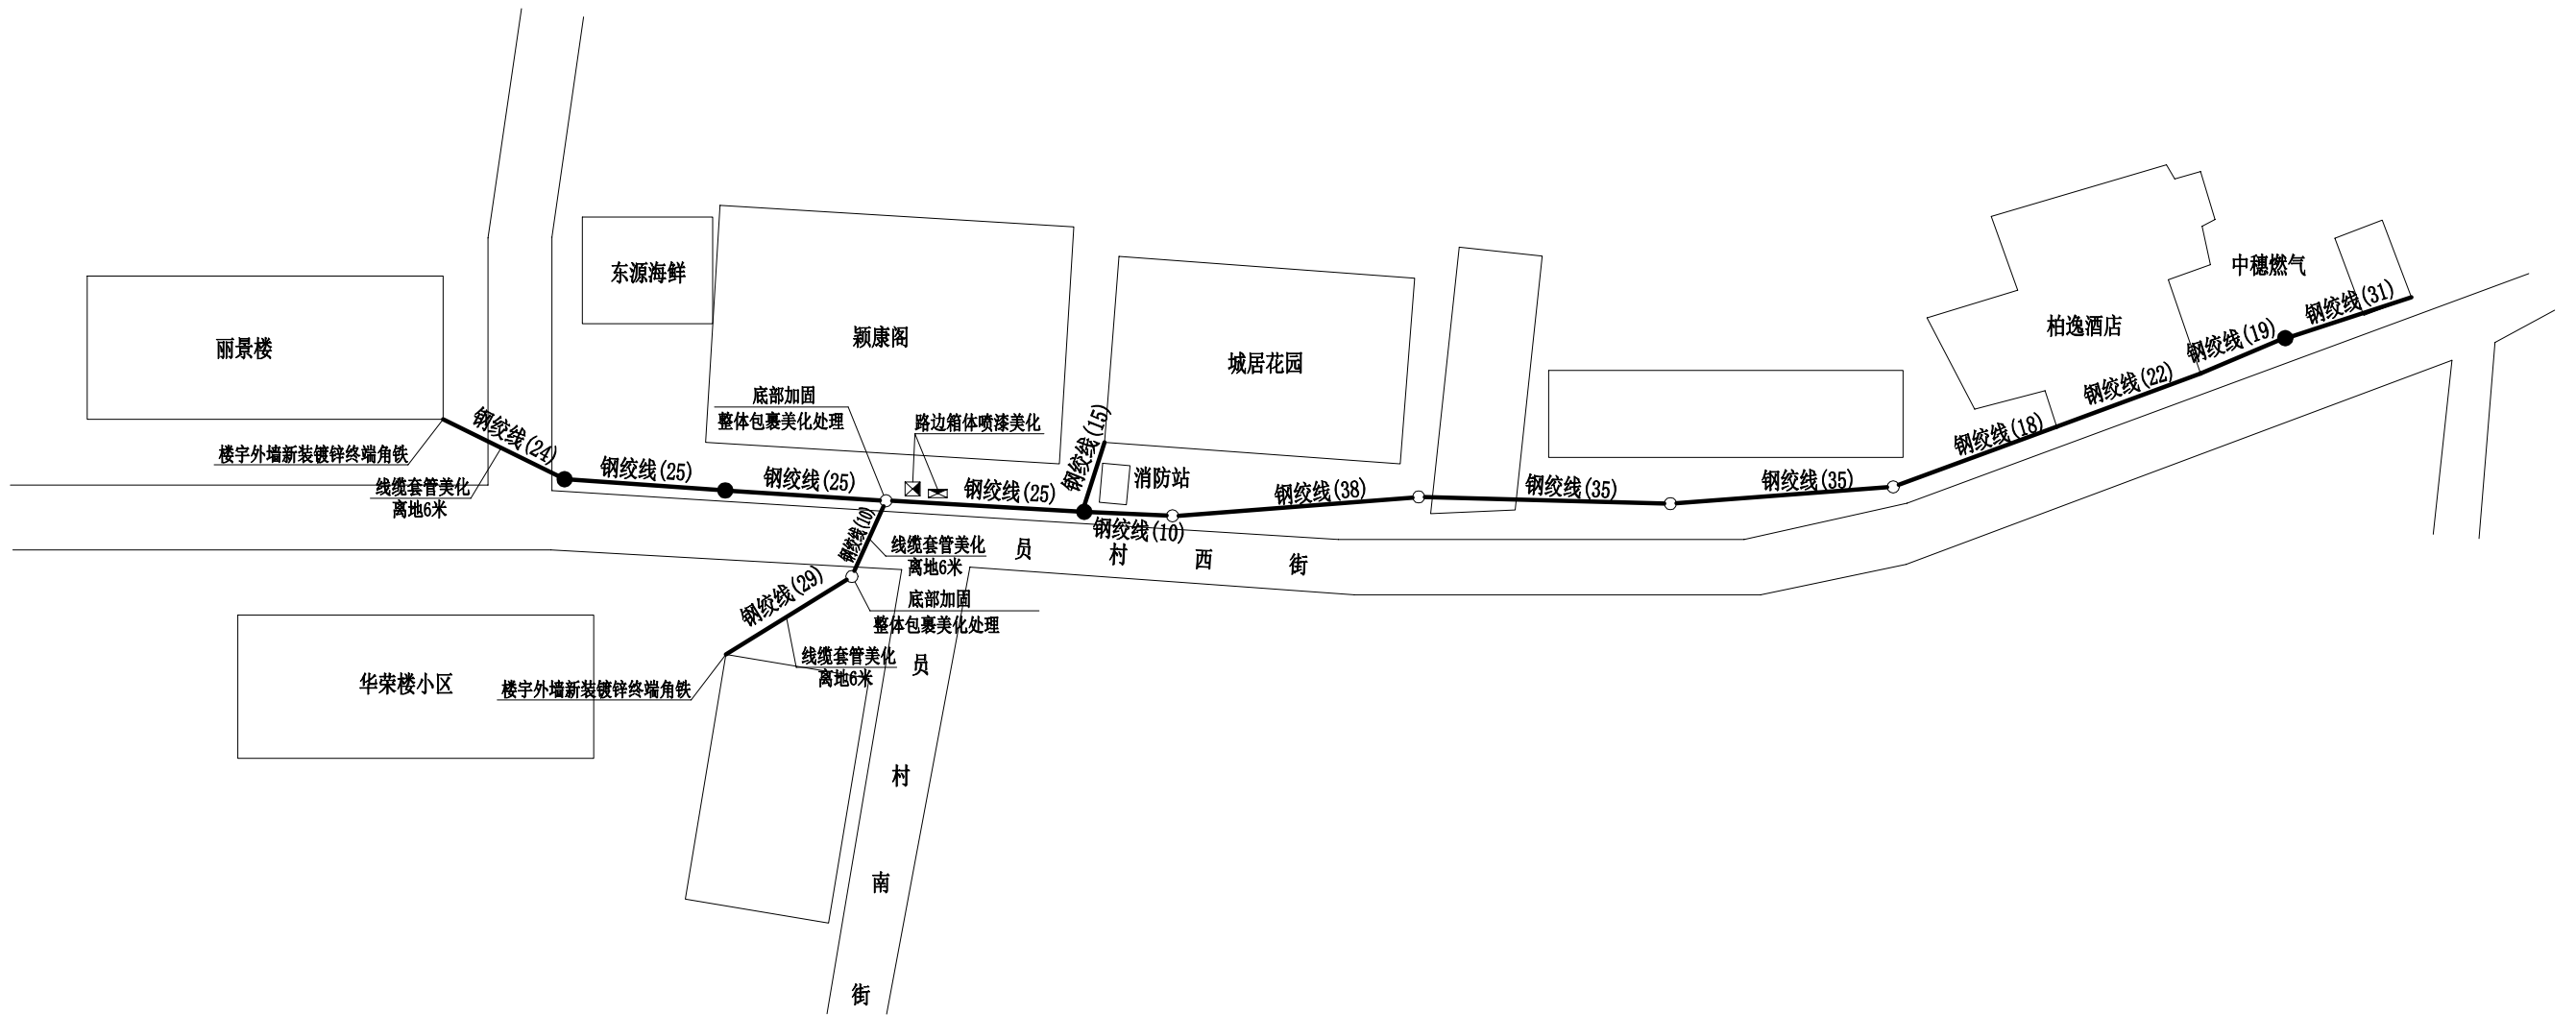 中穗燃气
东源海鲜
钢绞线(31)
柏逸酒店
颖康阁
钢绞线(19)
丽景楼
城居花园
钢绞线(22)
底部加固
整体包裹美化处理
路边箱体喷漆美化
钢绞线(15)
钢绞线(24)
钢绞线(18)
楼宇外墙新装镀锌终端角铁
钢绞线(25)
钢绞线(25)
消防站
钢绞线(35)
线缆套管美化
离地6米
钢绞线(25)
钢绞线(38)
钢绞线(35)
钢绞线(10)
钢绞线(10)
线缆套管美化
离地6米
员村西街
钢绞线(29)
底部加固
整体包裹美化处理
线缆套管美化
离地6米
华荣楼小区
楼宇外墙新装镀锌终端角铁
员
村
南
街